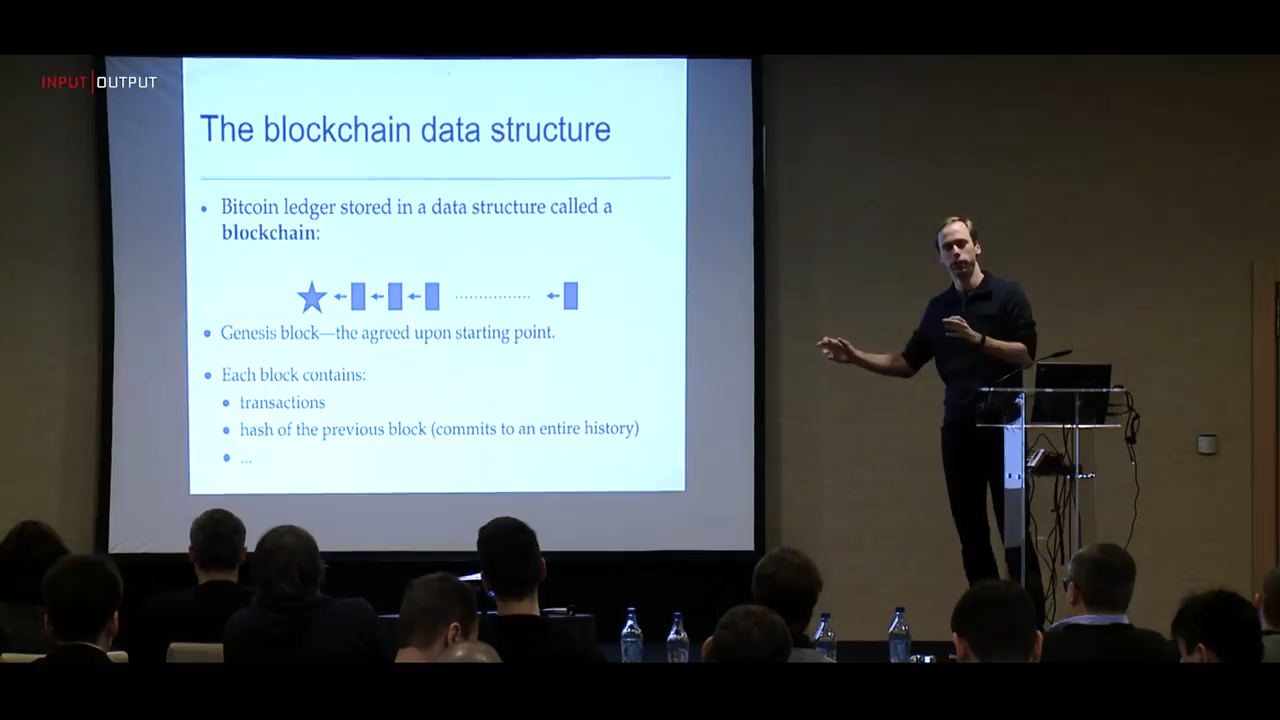 INPUT|OUTPUT
The blockchain data structure
• Bitcoin ledger stored in a data structure called a
blockchain:
• Genesis block—the agreed upon starting point.
• Each block contains:
• transactions
• hash of the previous block (commits to an entire history)
• ...